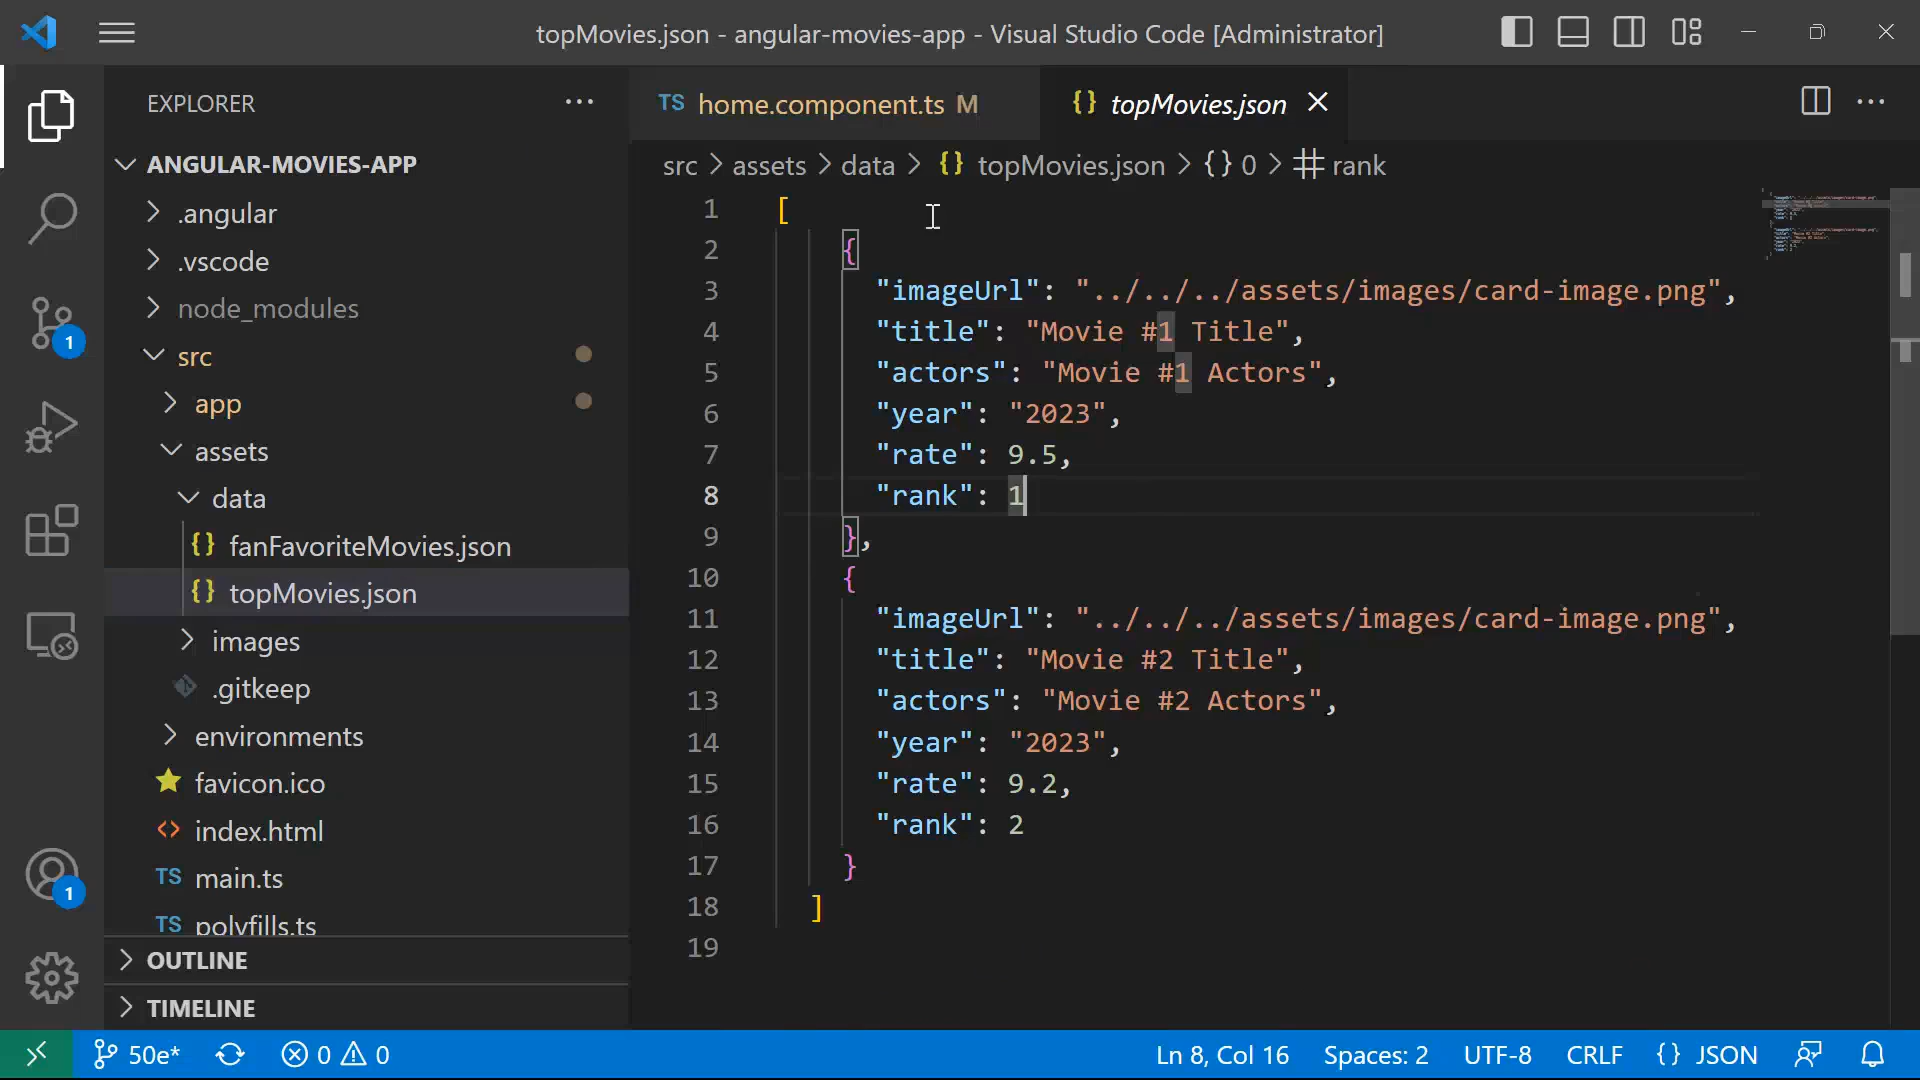 topMovies.json - angular-movies-app - Visual Studio Code [Administrator]
EXPLORER
TS home.component.ts M
{} topMovies.json
ANGULAR-MOVIES-APP
src > assets > data > {} topMovies.json > {} 0 > # rank
.angular
.vscode
node_modules
src
app
assets
data
{} fanFavoriteMovies.json
{} topMovies.json
images
.gitkeep
environments
favicon.ico
<> index.html
TS main.ts
TS polyfills.ts
OUTLINE
TIMELINE
1
1
1 [
2 {
3 "imageUrl": "../../../assets/images/card-image.png",
4 "title": "Movie #1 Title",
5 "actors": "Movie #1 Actors",
6 "year": "2023",
7 "rate": 9.5,
8 "rank": 1
9 },
10 {
11 "imageUrl": "../../../assets/images/card-image.png",
12 "title": "Movie #2 Title",
13 "actors": "Movie #2 Actors",
14 "year": "2023",
15 "rate": 9.2,
16 "rank": 2
17 }
18 ]
19
50e* 0 0 Ln 8, Col 16 Spaces: 2 UTF-8 CRLF {} JSON